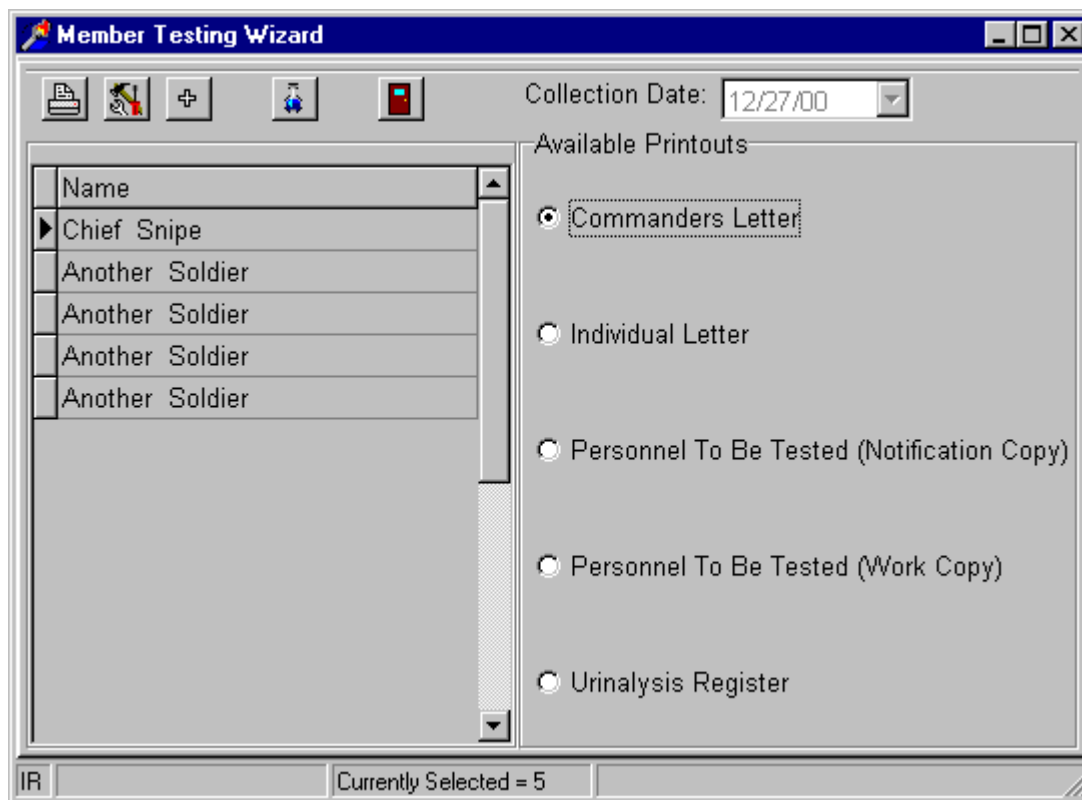 Member Testing Wizard
Collection Date: 12/27/00
Available Printouts
Name
Chief Snipe
Another Soldier
Another Soldier
Another Soldier
Another Soldier
Commanders Letter
Individual Letter
Personnel To Be Tested (Notification Copy)
Personnel To Be Tested (Work Copy)
Urinalysis Register
IR
Currently Selected = 5